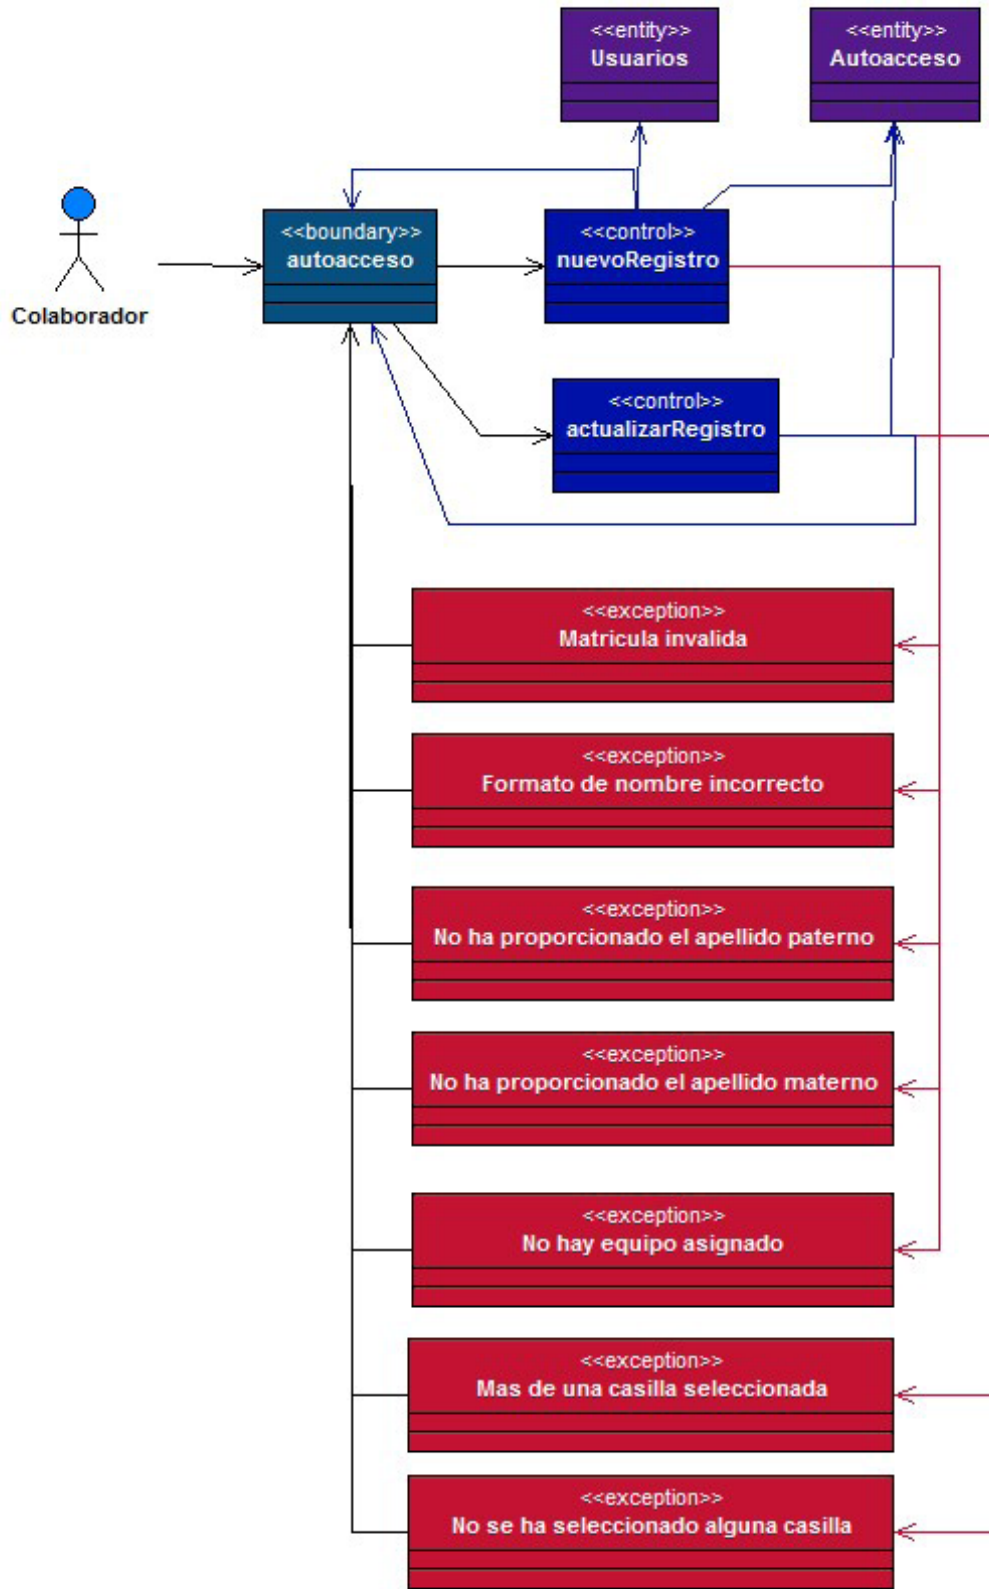 <<entity>>
Usuarios
<<entity>>
Autoacceso
<<boundary>>
autoacceso
<<control>>
nuevoRegistro
Colaborador
<<control>>
actualizarRegistro
<<exception>>
Matricula invalida
<<exception>>
Formato de nombre incorrecto
<<exception>>
No ha proporcionado el apellido paterno
<<exception>>
No ha proporcionado el apellido materno
<<exception>>
No hay equipo asignado
<<exception>>
Mas de una casilla seleccionada
<<exception>>
No se ha seleccionado alguna casilla